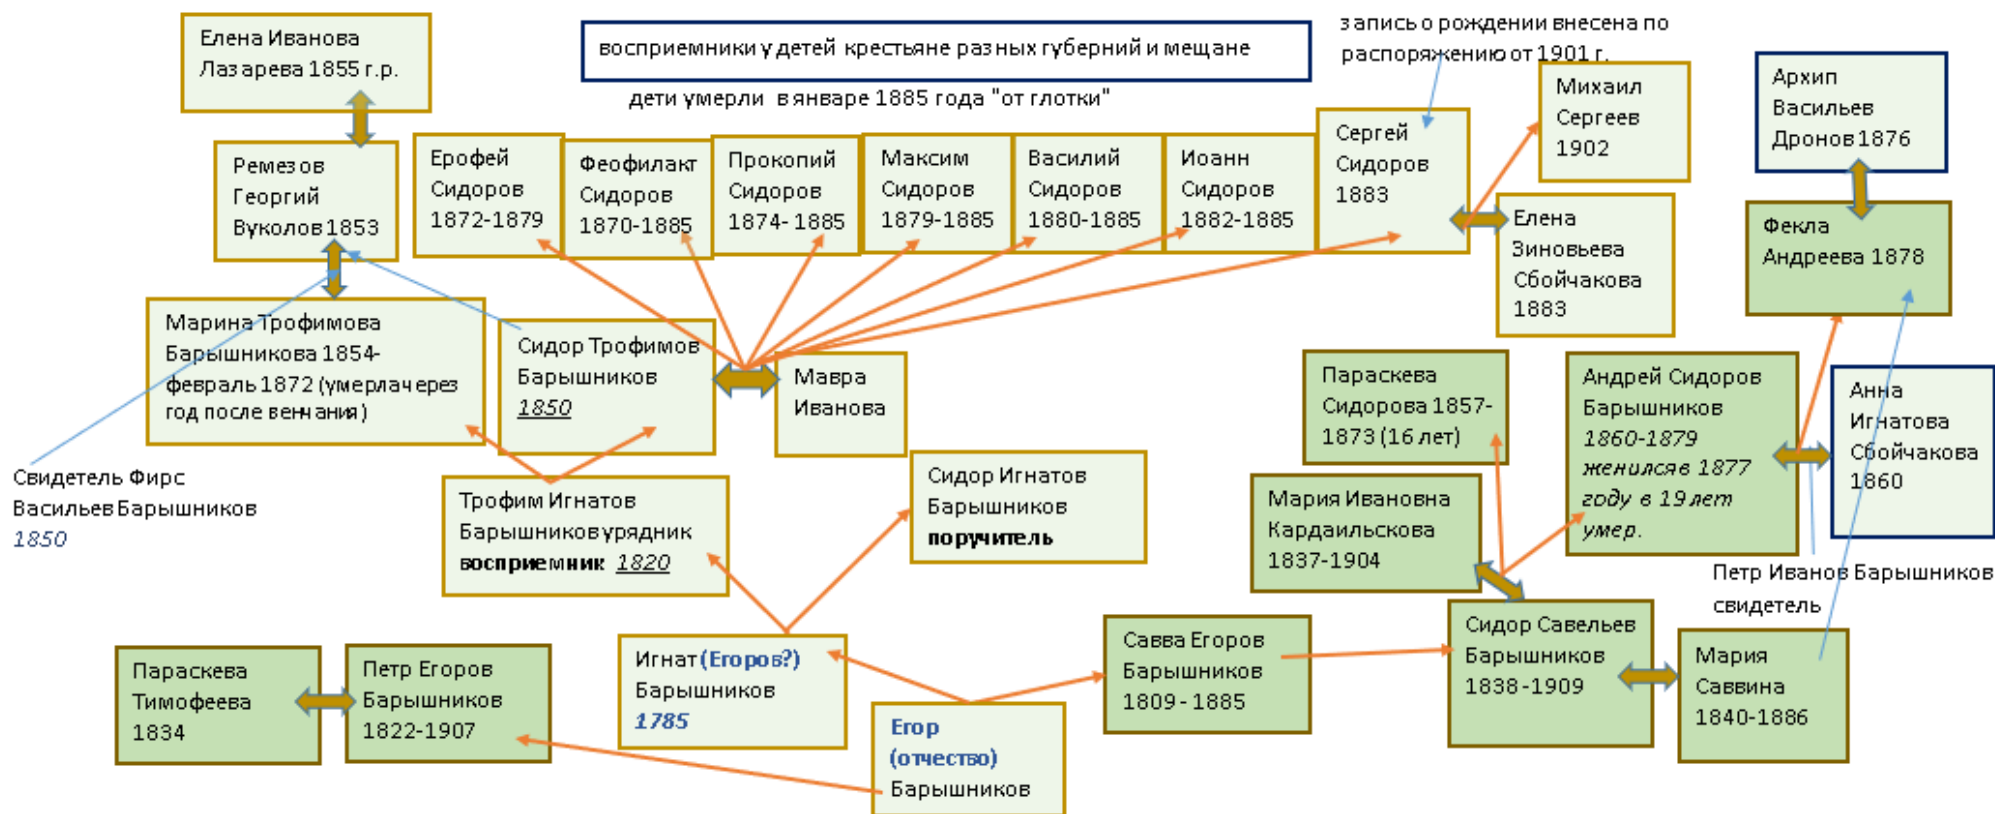 Елена Иванова
Лазарева 1855 г.р.
восприемники у детей крестьяне разных губерний и мещане
дети умерли в январе 1885 года "от глотки"
запись о рождении внесена по
распоряжению от 1901 г.
Михаил
Сергеев
1902
Архип
Васильев
Дронов 1876
Ремезов
Георгий
Вуколов 1853
Ерофей
Сидоров
1872-1879
Феофилакт
Сидоров
1870-1885
Прокопий
Сидоров
1874- 1885
Максим
Сидоров
1879-1885
Василий
Сидоров
1880-1885
Иоанн
Сидоров
1882-1885
Сергей
Сидоров
1883
Елена
Зиновьева
Сбойчакова
1883
Фекла
Андреева 1878
Марина Трофимова
Барышникова 1854-
февраль 1872 (умерла через
год после венчания)
Сидор Трофимов
Барышников
1850
Мавра
Иванова
Параскева
Сидорова 1857-
1873 (16 лет)
Андрей Сидоров
Барышников
1860-1879
женился в 1877
году в 19 лет
умер.
Анна
Игнатова
Сбойчакова
1860
Свидетель Фирс
Васильев Барышников
1850
Трофим Игнатов
Барышников урядник
восприемник 1820
Сидор Игнатов
Барышников
поручитель
Мария Ивановна
Кардаильскова
1837-1904
Петр Иванов Барышников
свидетель
Параскева
Тимофеева
1834
Петр Егоров
Барышников
1822-1907
Игнат (Егоров?)
Барышников
1785
Егор
(отчество)
Барышников
Савва Егоров
Барышников
1809 - 1885
Сидор Савельев
Барышников
1838 -1909
Мария
Саввина
1840-1886